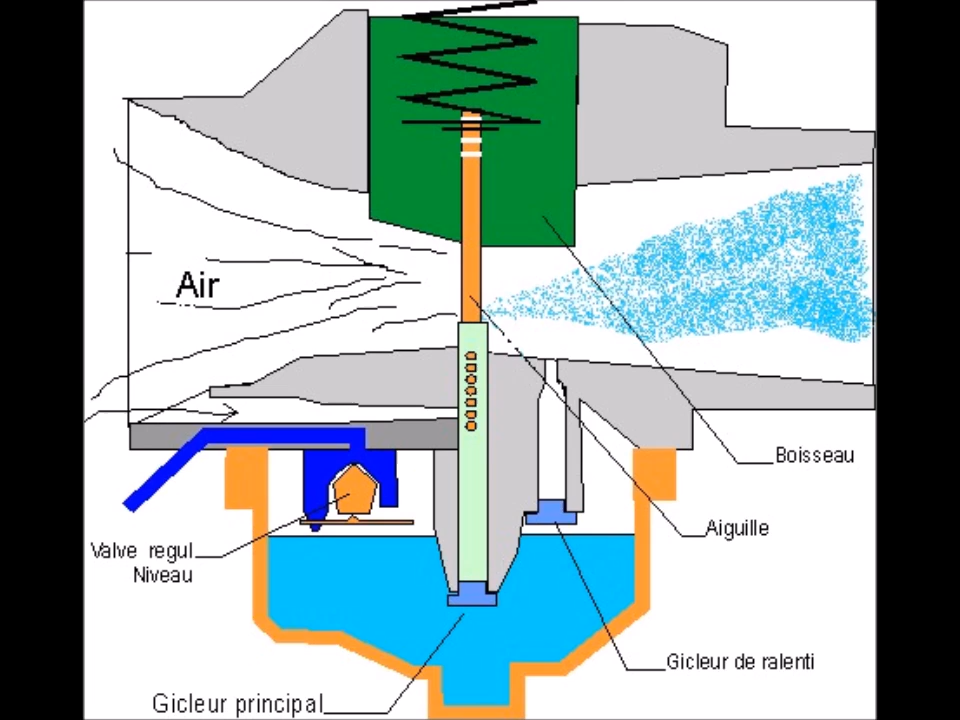 Air
Boisseau
Aiguille
Valve regul
Niveau
Gicleur de ralenti
Gicleur principal